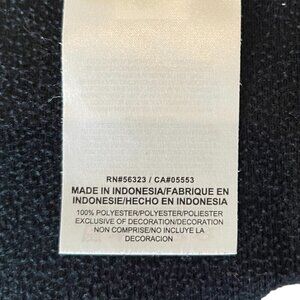 RN#56323 / CA#05553
MADE IN INDONESIA/FABRIQUE EN
INDONESIE/HECHO EN INDONESIA
100% POLYESTER/POLYESTER/POLIESTER
EXCLUSIVE OF DECORATION/DECORATION
NON COMPRISE/NO INCLUYE LA
DECORACION